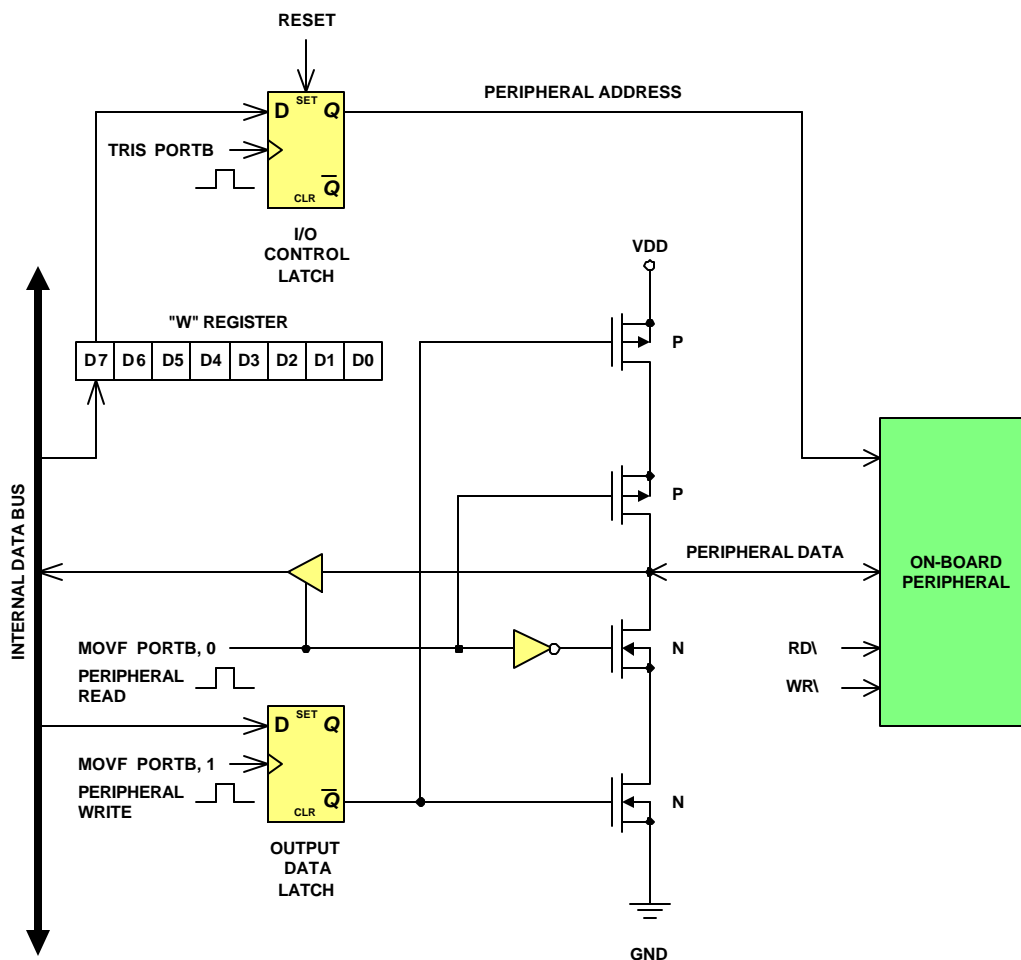 RESET
PERIPHERAL ADDRESS
D SET Q
TRIS PORTB
Q
CLR
I/O
CONTROL
LATCH
VDD
"W" REGISTER
D7 D6 D5 D4 D3 D2 D1 D0
P
P
INTERNAL DATA BUS
PERIPHERAL DATA
ON-BOARD
PERIPHERAL
MOVF PORTB, 0
PERIPHERAL
READ
N
RD\
WR\
D SET Q
MOVF PORTB, 1
PERIPHERAL
WRITE
Q
CLR
N
OUTPUT
DATA
LATCH
GND